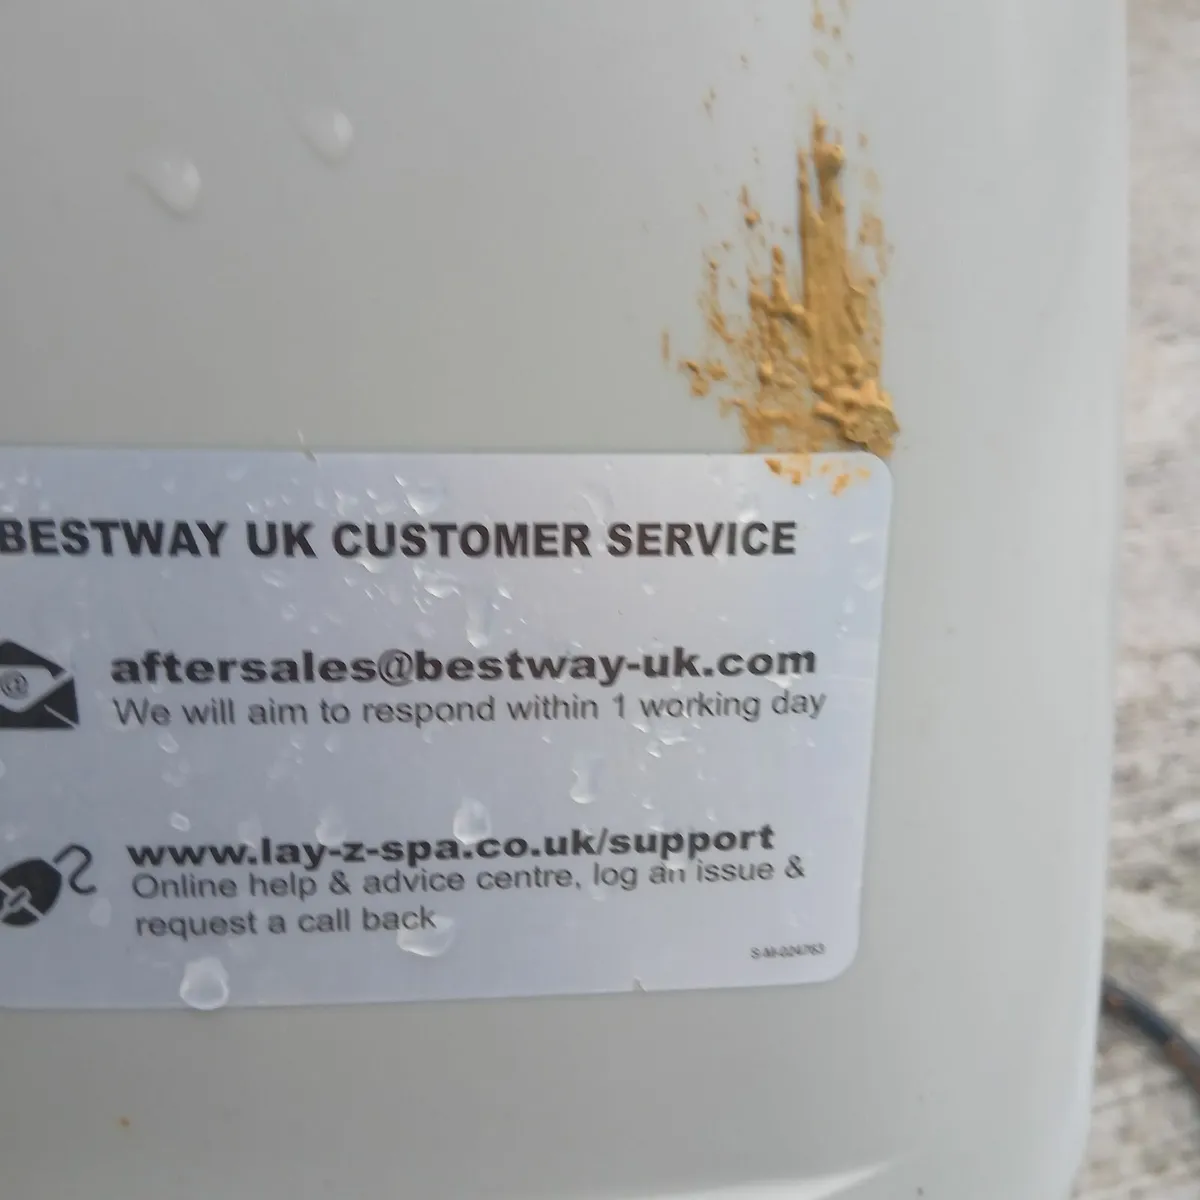 BESTWAY UK CUSTOMER SERVICE
@
aftersales@bestway-uk.com
We will aim to respond within 1 working day
www.lay-z-spa.co.uk/support
Online help & advice centre, log an issue &
request a call back
S-M-024763